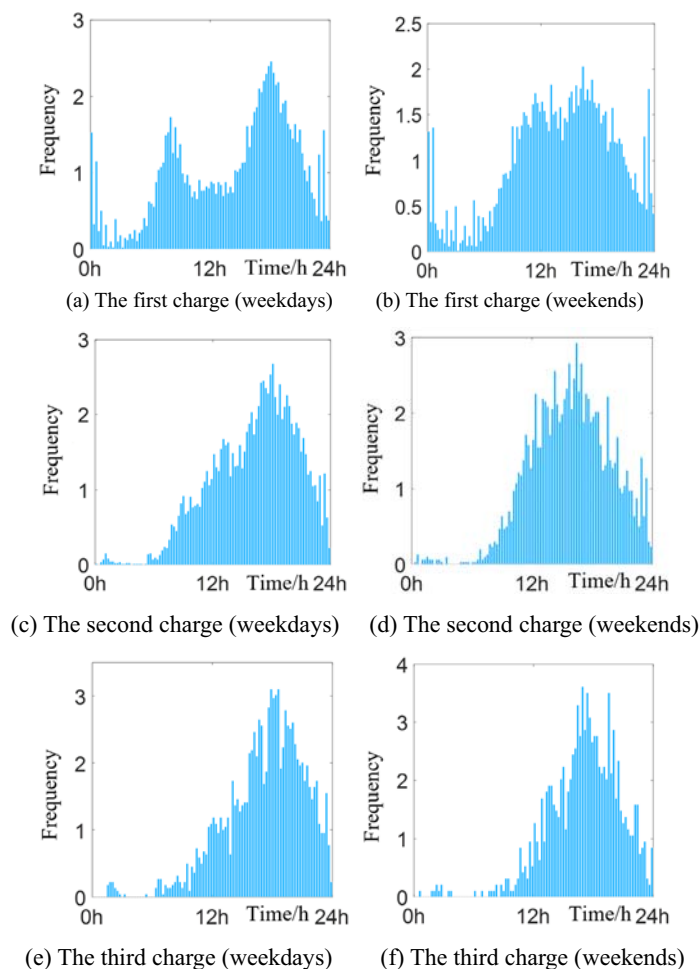 3
2
1
0
Frequency
0h 12h Time/h 24h
(a) The first charge (weekdays)
2.5
2
1.5
1
0.5
0
Frequency
0h 12h Time/h 24h
(b) The first charge (weekends)
3
2
1
0
Frequency
0h 12h Time/h 24h
(c) The second charge (weekdays)
3
2
1
0
Frequency
0h 12h Time/h 24h
(d) The second charge (weekends)
3
2
1
0
Frequency
0h 12h Time/h 24h
(e) The third charge (weekdays)
4
3
2
1
0
Frequency
0h 12h Time/h 24h
(f) The third charge (weekends)